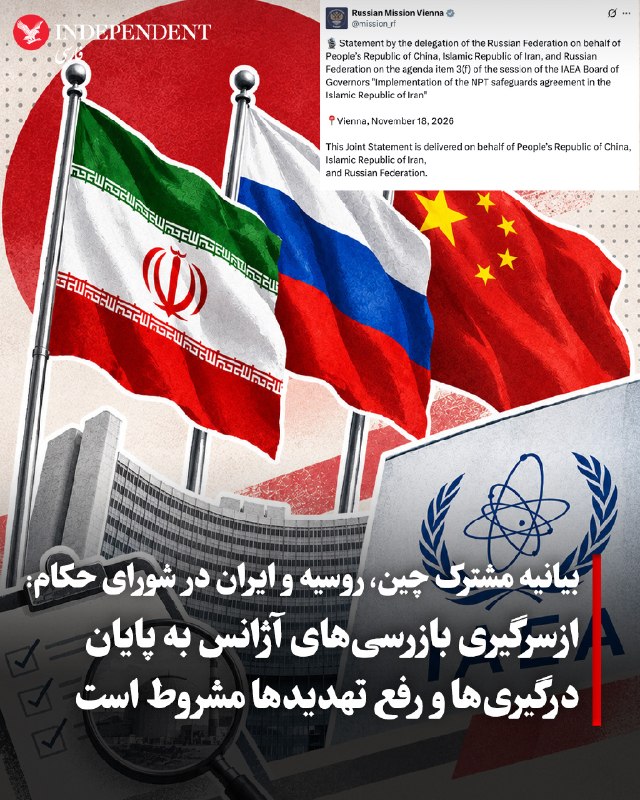 INDEPENDENT
فارسی
Russian Mission Vienna
@mission_rf
Statement by the delegation of the Russian Federation on behalf of
People's Republic of China, Islamic Republic of Iran, and Russian
Federation on the agenda item 3(f) of the session of the IAEA Board of
Governors "Implementation of the NPT safeguards agreement in the
Islamic Republic of Iran"
Vienna, November 18, 2026
This Joint Statement is delivered on behalf of People's Republic of China,
Islamic Republic of Iran,
and Russian Federation.
IAEA
بیانیه مشترک چین، روسیه و ایران در شورای حکام:
ازسرگیری بازرسی‌های آژانس به پایان
درگیری‌ها و رفع تهدیدها مشروط است